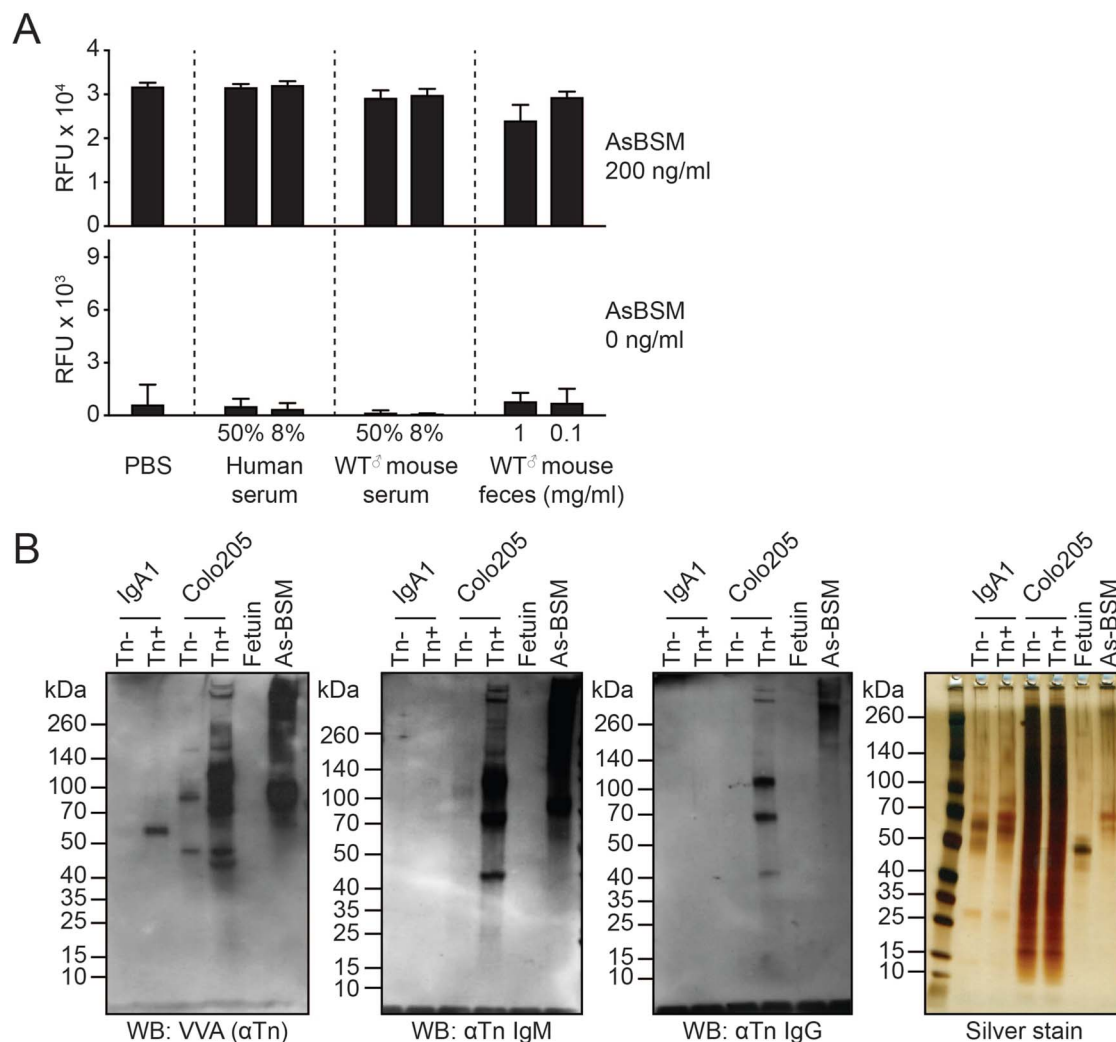 A
4
3
2
1
0
RFU x 10⁴
AsBSM
200 ng/ml
9
6
3
0
RFU x 10³
AsBSM
0 ng/ml
50% 8% 50% 8% 1 0.1
PBS Human serum WT♂ mouse serum WT♂ mouse feces (mg/ml)
B
IgA1 Colo205
Tn- Tn+ Tn- Tn+ Fetuin As-BSM
kDa
260
140
100
70
50
40
35
25
15
10
WB: VVA (αTn)
IgA1 Colo205
Tn- Tn+ Tn- Tn+ Fetuin As-BSM
kDa
260
140
100
70
50
40
35
25
15
10
WB: αTn IgM
IgA1 Colo205
Tn- Tn+ Tn- Tn+ Fetuin As-BSM
kDa
260
140
100
70
50
40
35
25
15
10
WB: αTn IgG
IgA1 Colo205
Tn- Tn+ Tn- Tn+ Fetuin As-BSM
kDa
260
140
100
70
50
40
35
25
15
10
Silver stain